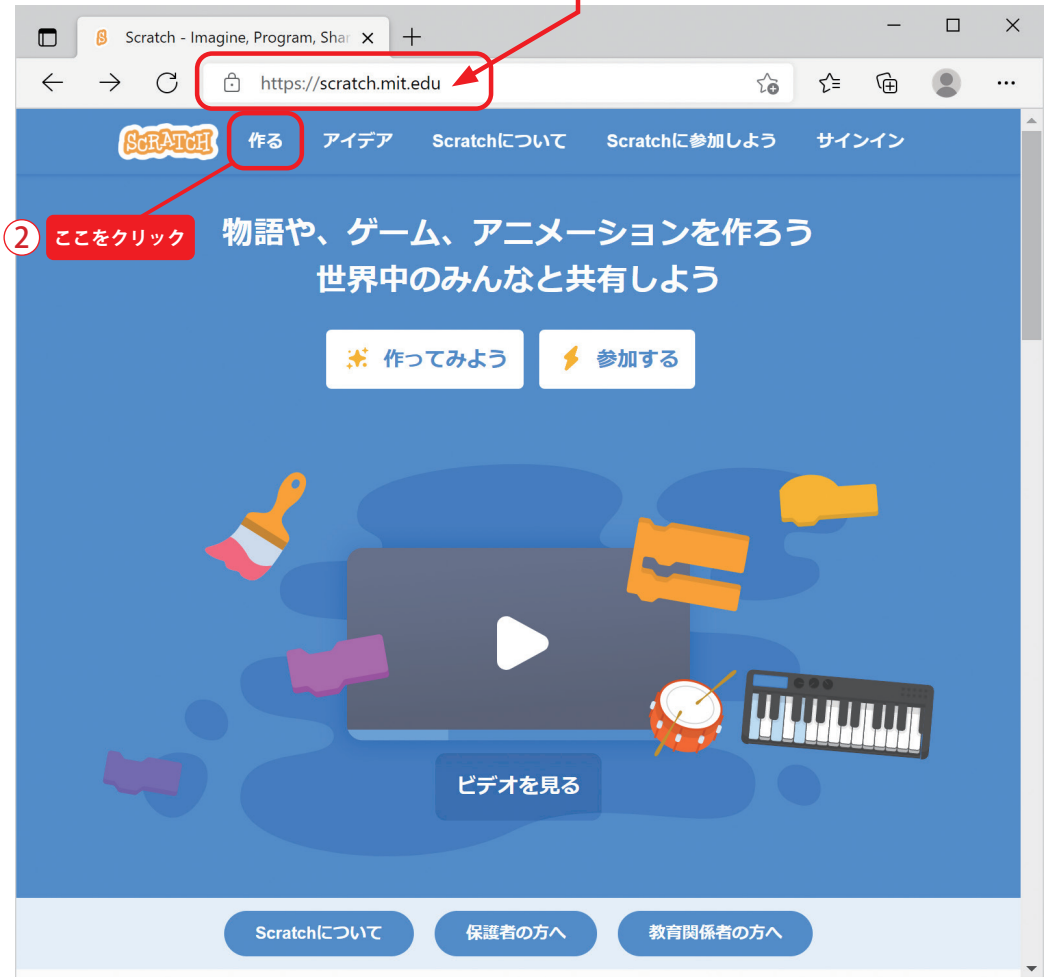 Scratch - Imagine, Program, Shar
https://scratch.mit.edu
SCRATCH 作る アイデア Scratchについて Scratchに参加しよう サインイン
② ここをクリック
物語や、ゲーム、アニメーションを作ろう
世界中のみんなと共有しよう
作ってみよう 参加する
ビデオを見る
Scratchについて 保護者の方へ 教育関係者の方へ